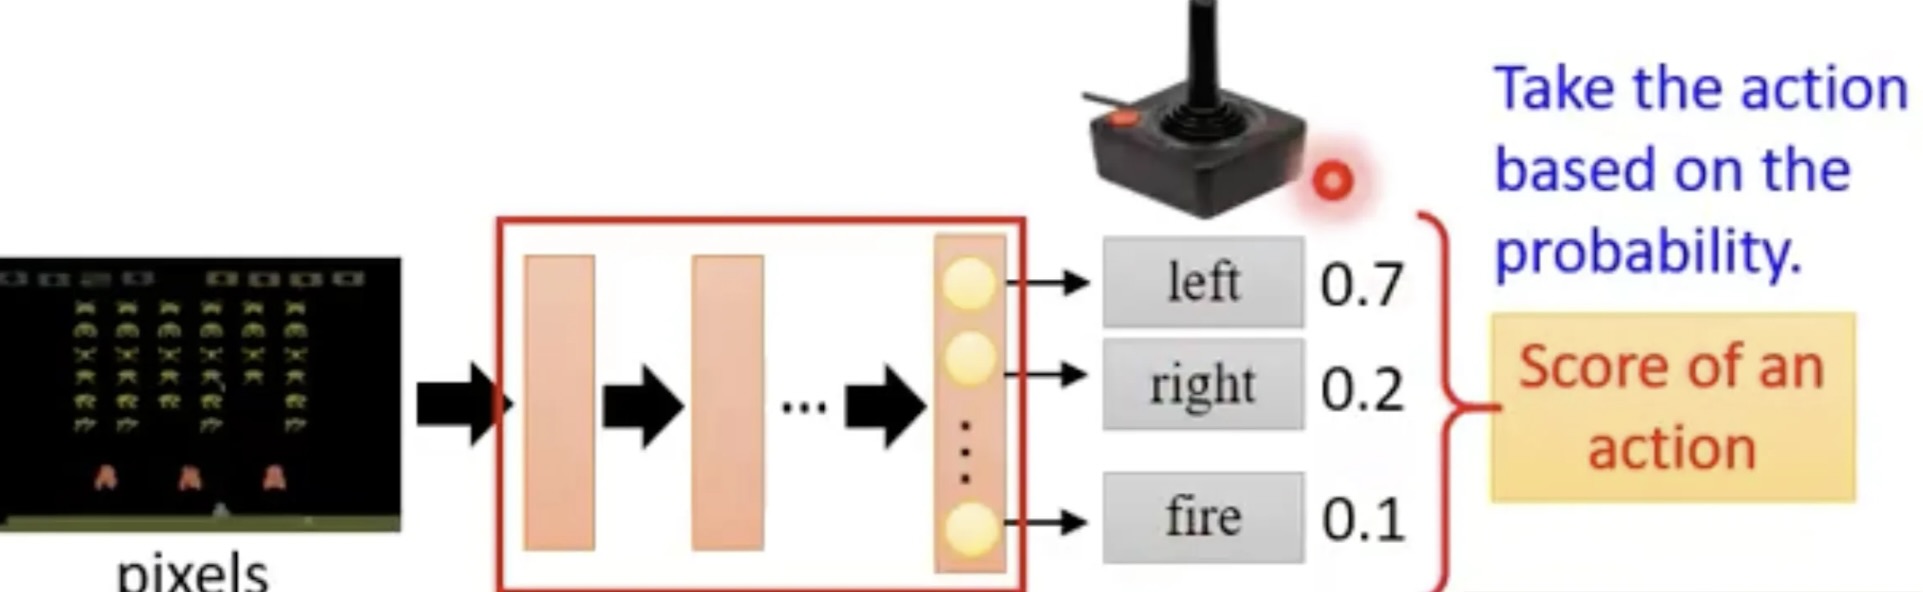 Take the action
based on the
probability.
left 0.7
right 0.2
...
fire 0.1
Score of an
action
pixels